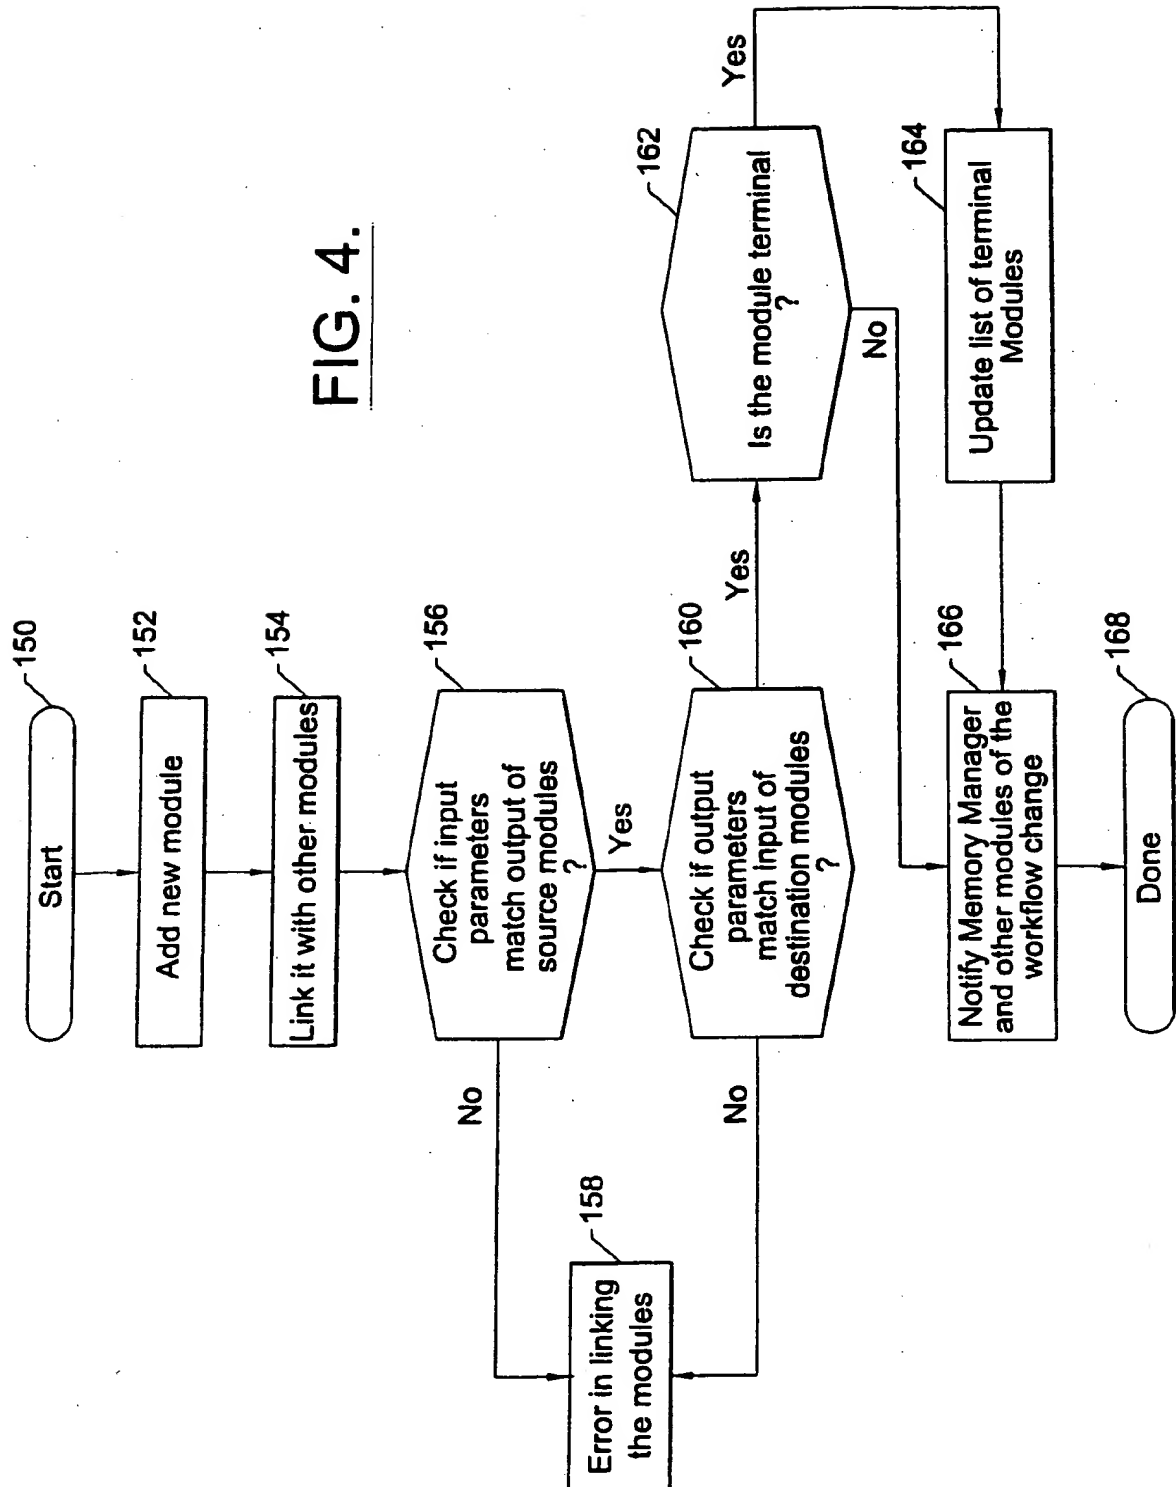 FIG. 4.
150
Start
152
Add new module
154
Link it with other modules
156
Check if input
parameters
match output of
source modules
?
No
Yes
158
Error in linking
the modules
160
Check if output
parameters
match input of
destination modules
?
No
Yes
162
Is the module terminal
?
Yes
No
164
Update list of terminal
Modules
166
Notify Memory Manager
and other modules of the
workflow change
168
Done